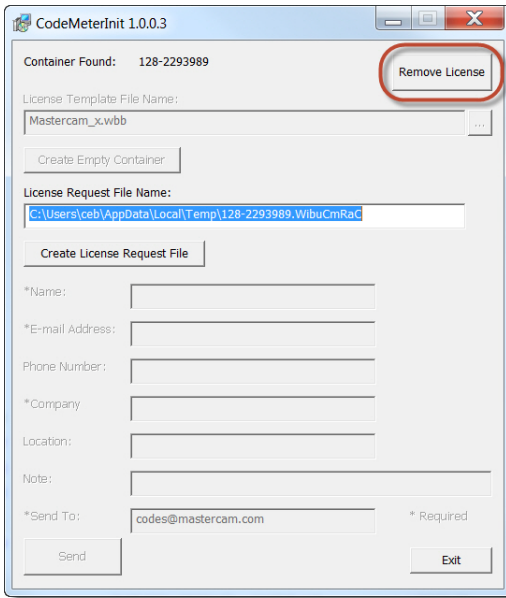 CodeMeterInit 1.0.0.3
Container Found: 128-2293989
Remove License
License Template File Name:
Mastercam_x.wbb
...
Create Empty Container
License Request File Name:
C:\Users\ceb\AppData\Local\Temp\128-2293989.WibuCmRaC
Create License Request File
*Name:
*E-mail Address:
Phone Number:
*Company
Location:
Note:
*Send To: codes@mastercam.com * Required
Send
Exit